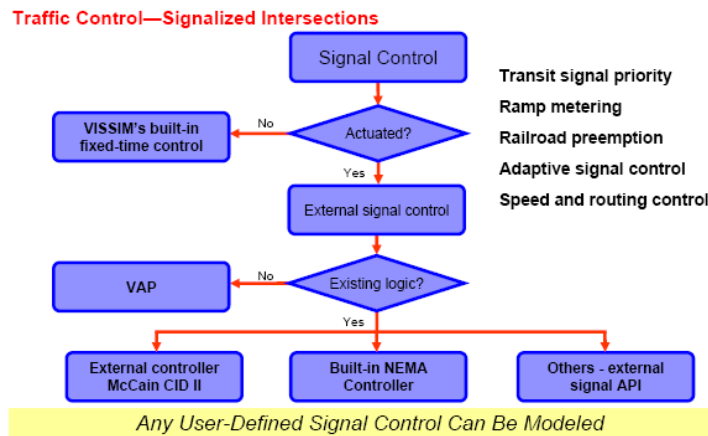 Traffic Control—Signalized Intersections
Signal Control
Transit signal priority
Ramp metering
Railroad preemption
Adaptive signal control
Speed and routing control
Actuated?
No
VISSIM's built-in
fixed-time control
Yes
External signal control
Existing logic?
No
VAP
Yes
External controller
McCain CID II
Built-in NEMA
Controller
Others - external
signal API
Any User-Defined Signal Control Can Be Modeled